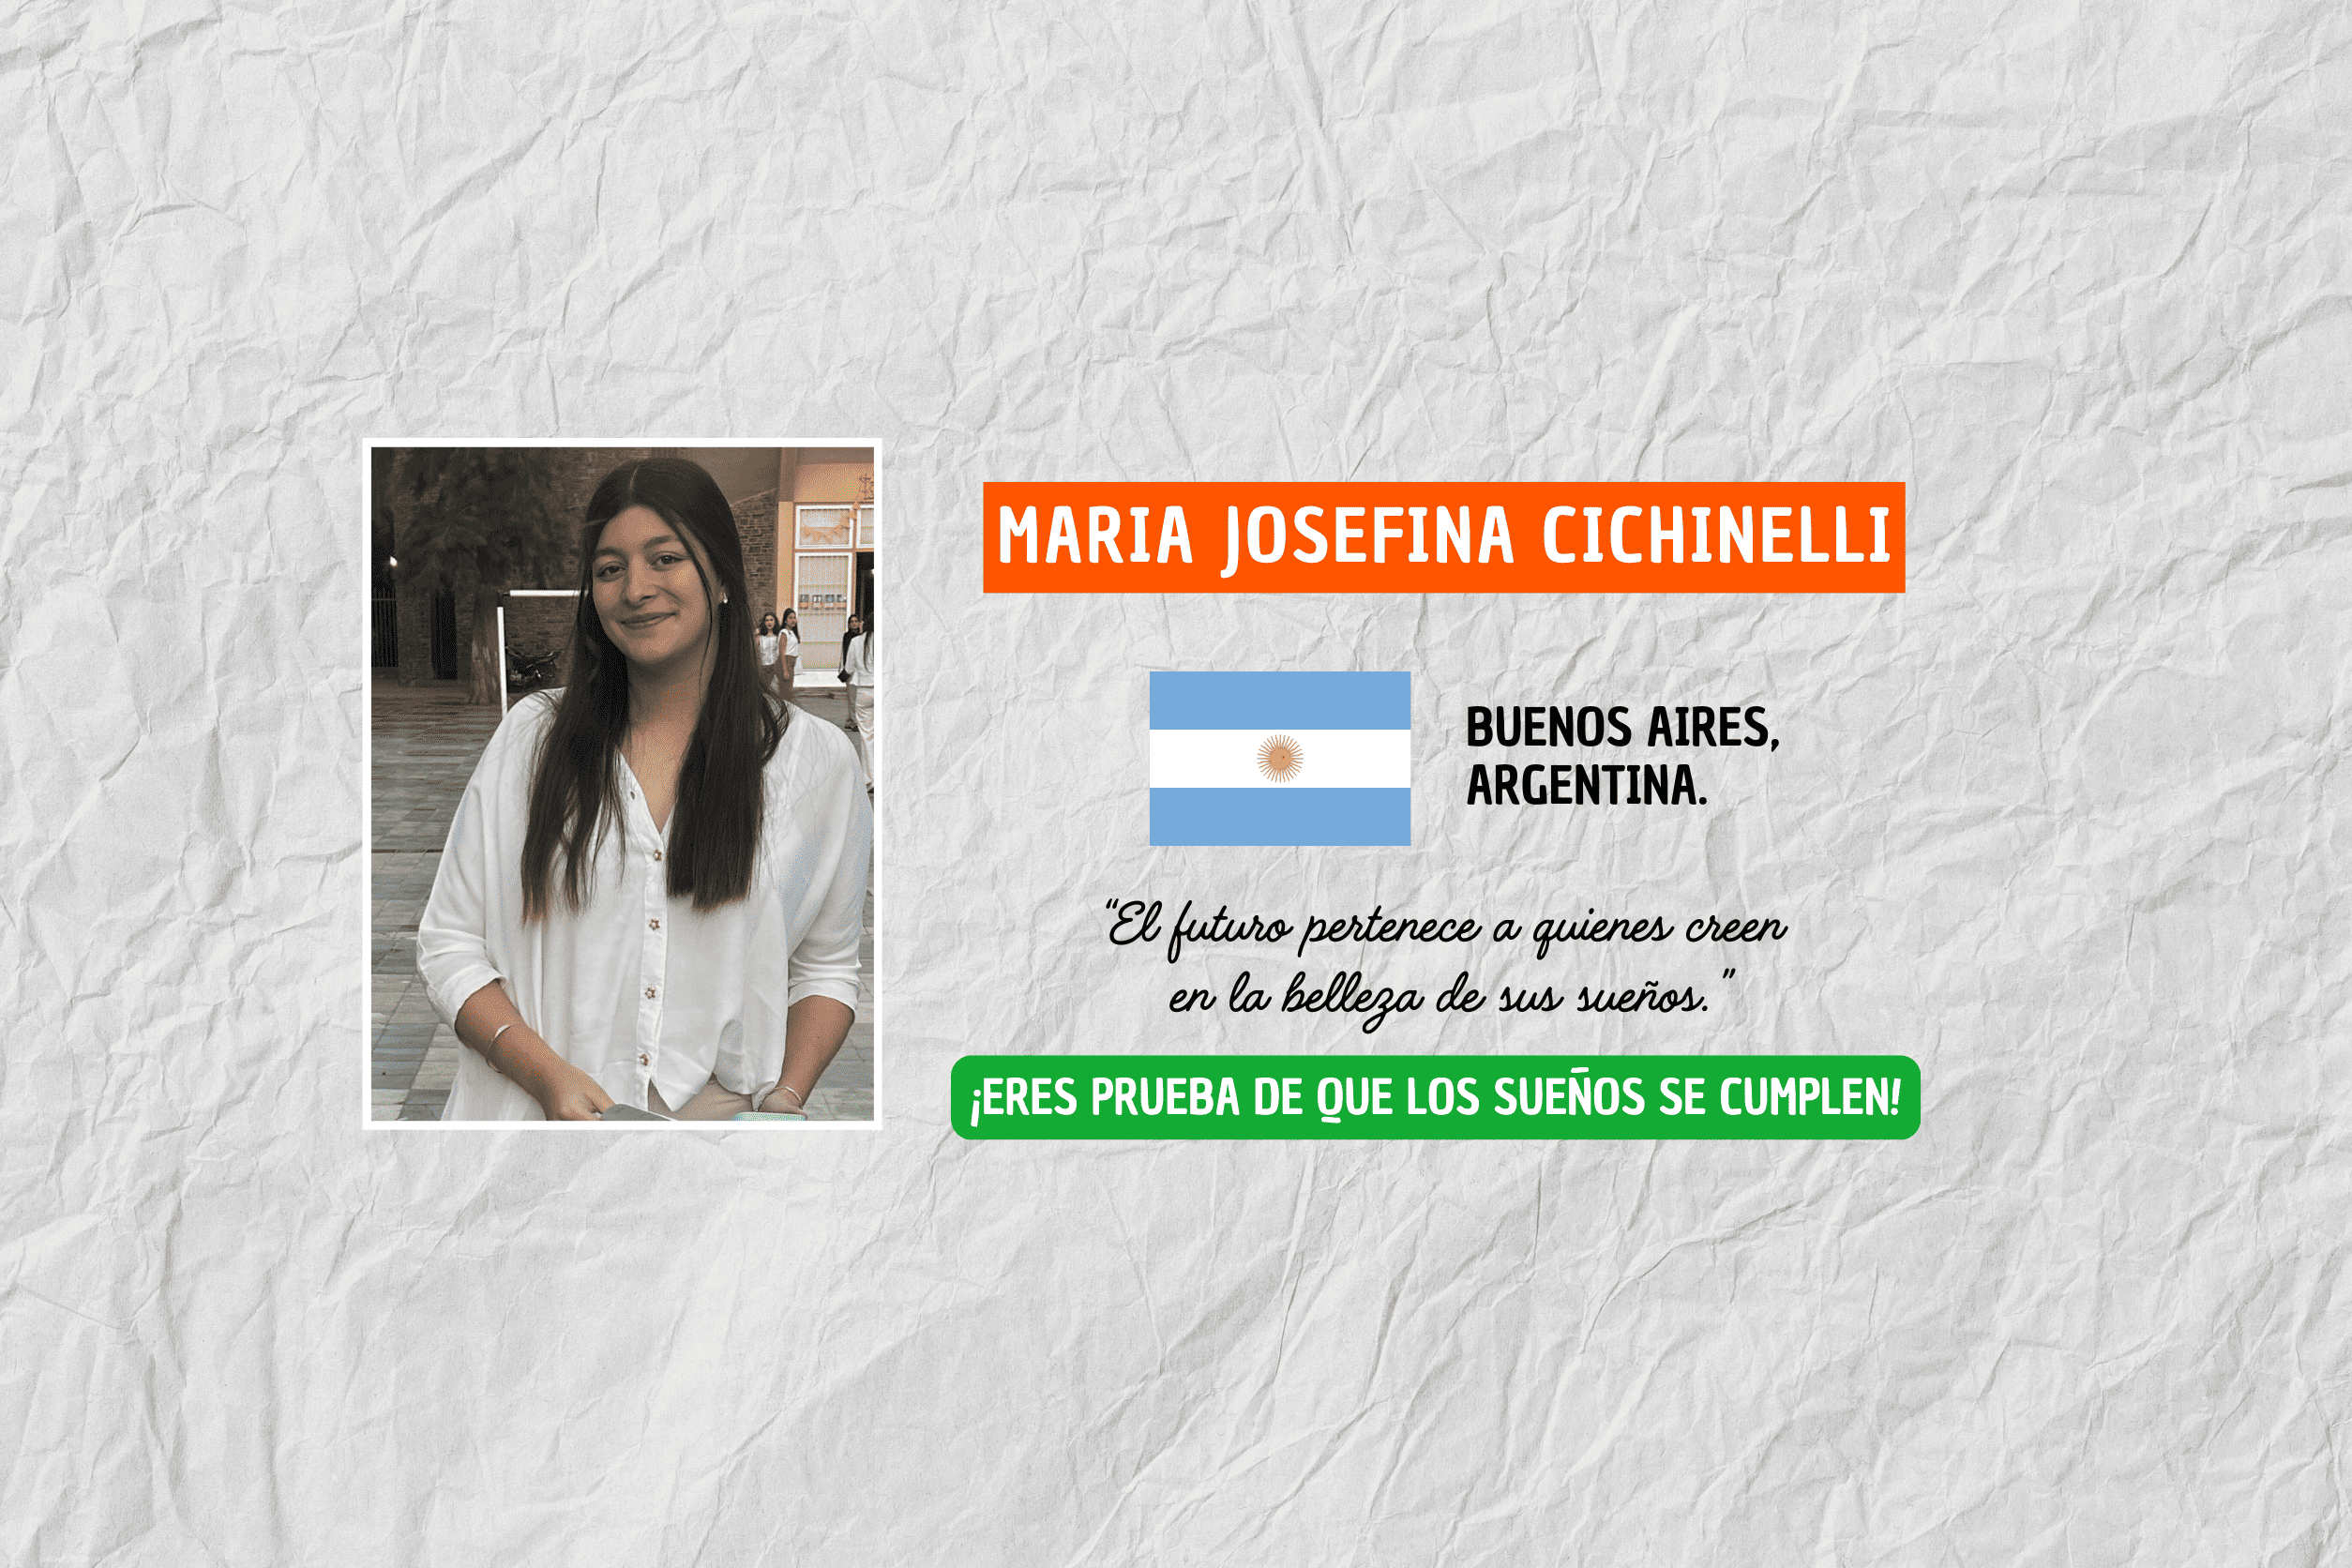 MARIA JOSEFINA CICHINELLI
BUENOS AIRES,
ARGENTINA.
“El futuro pertenece a quienes creen
en la belleza de sus sueños.”
¡ERES PRUEBA DE QUE LOS SUEÑOS SE CUMPLEN!